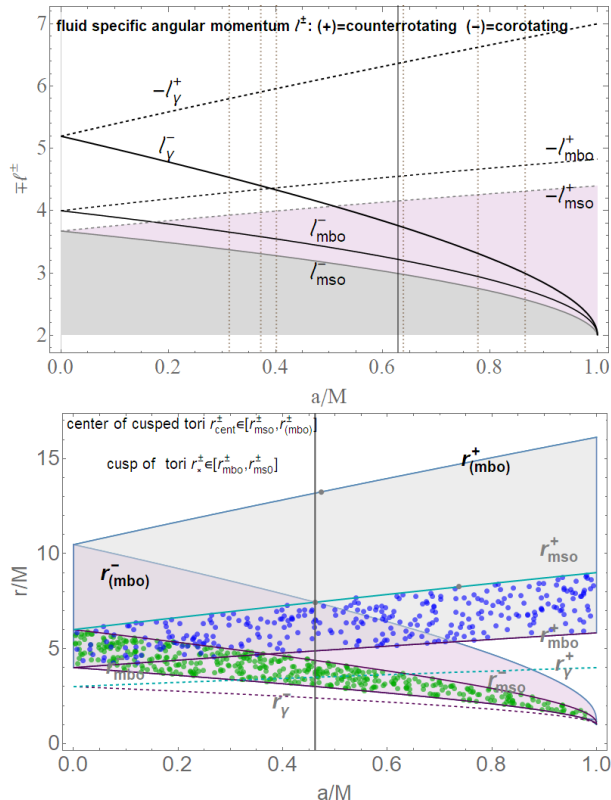 fluid specific angular momentum ℓ±: (+)=counterrotating (−)=corotating
7
6
5
4
3
2
∓ℓ±
−ℓγ+
ℓγ−
−ℓmbo+
−ℓmso+
ℓmbo−
ℓmso−
0.0 0.2 0.4 0.6 0.8 1.0
a/M
center of cusped tori r±cent∈[r±mso,r±(mbo)]
cusp of tori r±×∈[r±mbo,r±ms0]
15
10
5
0
r/M
r+(mbo)
r−(mbo)
r+mso
r+mbo
r−mbo
r+γ
r−mso
r−γ
0.0 0.2 0.4 0.6 0.8 1.0
a/M